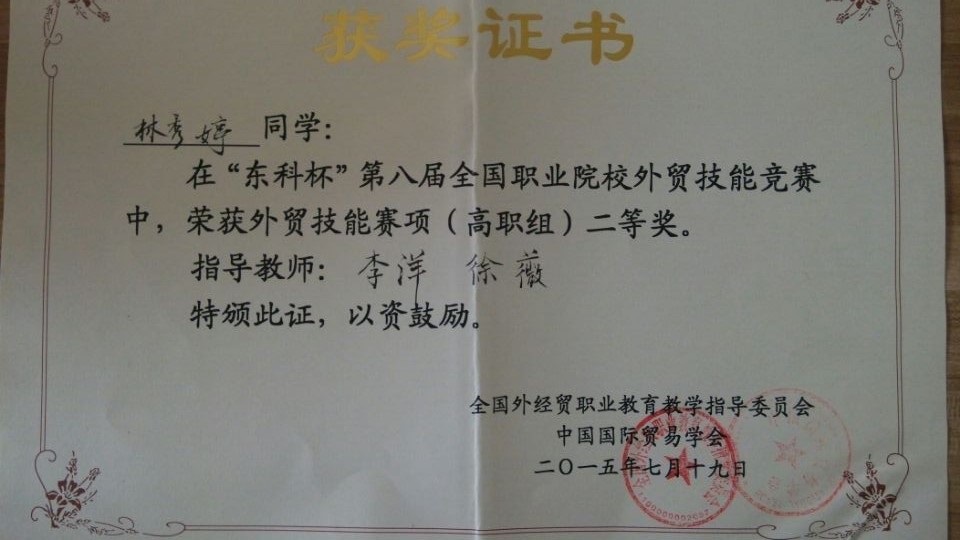 获奖证书
林秀婷 同学：
在“东科杯”第八届全国职业院校外贸技能竞赛
中，荣获外贸技能赛项（高职组）二等奖。
指导教师：李洋 徐薇
特颁此证，以资鼓励。
全国外经贸职业教育教学指导委员会
中国国际贸易学会
二〇一五年七月十九日